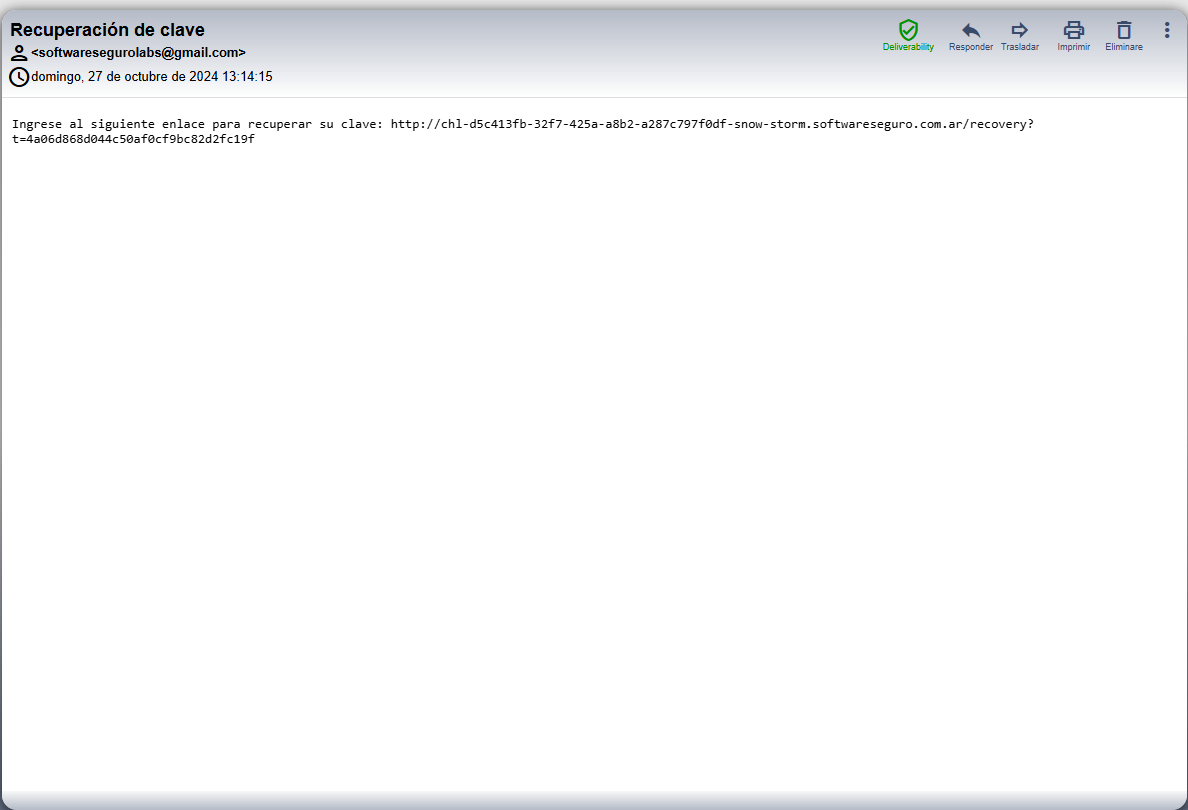 Recuperación de clave
<softwaresegurolabs@gmail.com>
domingo, 27 de octubre de 2024 13:14:15
Deliverability
Responder
Trasladar
Imprimir
Eliminare
Ingrese al siguiente enlace para recuperar su clave: http://chl-d5c413fb-32f7-425a-a8b2-a287c797f0df-snow-storm.softwareseguro.com.ar/recovery?
t=4a06d868d044c50af0cf9bc82d2fc19f